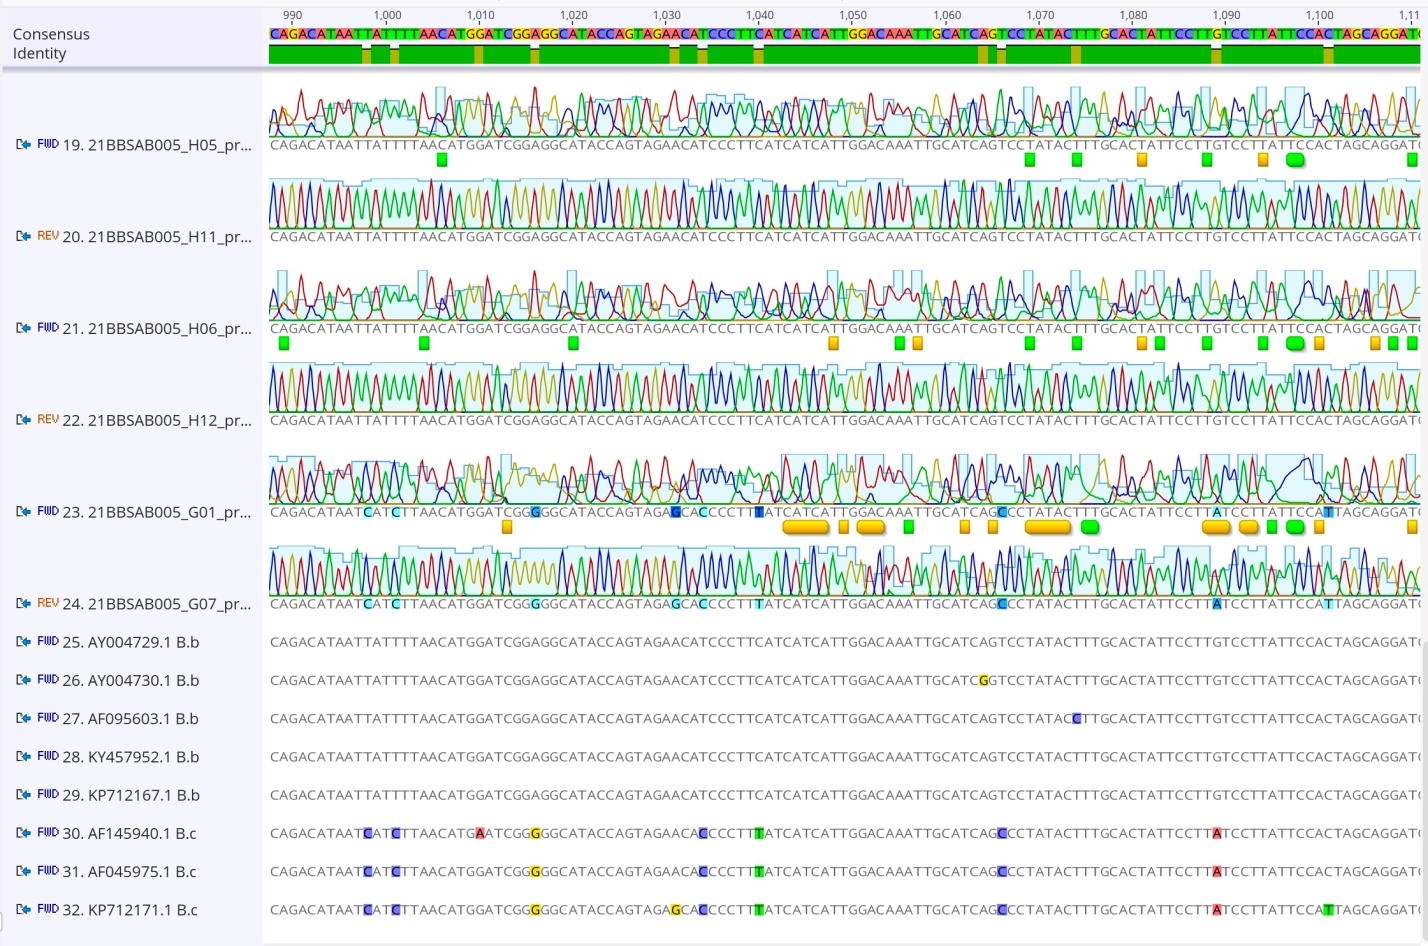 990 1,000 1,010 1,020 1,030 1,040 1,050 1,060 1,070 1,080 1,090 1,100 1,11
Consensus CAGACATAATTATTTTAACATGGATCGGAGGCATACCAGTAGAACATCCCTTCATCATCATTGGACAAATTGCATCAGTCCTATACTTTGCACTATTCCTTGTCCTTATTCCACTAGCAGGAT
Identity
FWD 19. 21BBSAB005_H05_pr... CAGACATAATTATTTTAACATGGATCGGAGGCATACCAGTAGAACATCCCTTCATCATCATTGGACAAATTGCATCAGTCCTATACTTTGCACTATTCCTTGTCCTTATTCCACTAGCAGGAT
REV 20. 21BBSAB005_H11_pr... CAGACATAATTATTTTAACATGGATCGGAGGCATACCAGTAGAACATCCCTTCATCATCATTGGACAAATTGCATCAGTCCTATACTTTGCACTATTCCTTGTCCTTATTCCACTAGCAGGAT
FWD 21. 21BBSAB005_H06_pr... CAGACATAATTATTTTAACATGGATCGGAGGCATACCAGTAGAACATCCCTTCATCATCATTGGACAAATTGCATCAGTCCTATACTTTGCACTATTCCTTGTCCTTATTCCACTAGCAGGAT
REV 22. 21BBSAB005_H12_pr... CAGACATAATTATTTTAACATGGATCGGAGGCATACCAGTAGAACATCCCTTCATCATCATTGGACAAATTGCATCAGTCCTATACTTTGCACTATTCCTTGTCCTTATTCCACTAGCAGGAT
FWD 23. 21BBSAB005_G01_pr... CAGACATAATCATCTTAACATGGATCGGGGGCATACCAGTAGAGCACCCCTTTATCATCATTGGACAAATTGCATCAGCCCTATACTTTGCACTATTCCTTATCCTTATTCCATTAGCAGGAT
REV 24. 21BBSAB005_G07_pr... CAGACATAATCATCTTAACATGGATCGGGGGCATACCAGTAGAGCACCCCTTTATCATCATTGGACAAATTGCATCAGCCCTATACTTTGCACTATTCCTTATCCTTATTCCATTAGCAGGAT
FWD 25. AY004729.1 B.b CAGACATAATTATTTTAACATGGATCGGAGGCATACCAGTAGAACATCCCTTCATCATCATTGGACAAATTGCATCAGTCCTATACTTTGCACTATTCCTTGTCCTTATTCCACTAGCAGGAT
FWD 26. AY004730.1 B.b CAGACATAATTATTTTAACATGGATCGGAGGCATACCAGTAGAACATCCCTTCATCATCATTGGACAAATTGCATCGGTCCTATACTTTGCACTATTCCTTGTCCTTATTCCACTAGCAGGAT
FWD 27. AF095603.1 B.b CAGACATAATTATTTTAACATGGATCGGAGGCATACCAGTAGAACATCCCTTCATCATCATTGGACAAATTGCATCAGTCCTATACCTTGCACTATTCCTTGTCCTTATTCCACTAGCAGGAT
FWD 28. KY457952.1 B.b CAGACATAATTATTTTAACATGGATCGGAGGCATACCAGTAGAACATCCCTTCATCATCATTGGACAAATTGCATCAGTCCTATACTTTGCACTATTCCTTGTCCTTATTCCACTAGCAGGAT
FWD 29. KP712167.1 B.b CAGACATAATTATTTTAACATGGATCGGAGGCATACCAGTAGAACATCCCTTCATCATCATTGGACAAATTGCATCAGTCCTATACTTTGCACTATTCCTTGTCCTTATTCCACTAGCAGGAT
FWD 30. AF145940.1 B.c CAGACATAATCATCTTAACATGAATCGGGGGCATACCAGTAGAACACCCCTTTATCATCATTGGACAAATTGCATCAGCCCTATACTTTGCACTATTCCTTATCCTTATTCCACTAGCAGGAT
FWD 31. AF045975.1 B.c CAGACATAATCATCTTAACATGGATCGGGGGCATACCAGTAGAACACCCCTTTATCATCATTGGACAAATTGCATCAGCCCTATACTTTGCACTATTCCTTATCCTTATTCCACTAGCAGGAT
FWD 32. KP712171.1 B.c CAGACATAATCATCTTAACATGGATCGGGGGCATACCAGTAGAGCACCCCTTTATCATCATTGGACAAATTGCATCAGCCCTATACTTTGCACTATTCCTTATCCTTATTCCATTAGCAGGAT